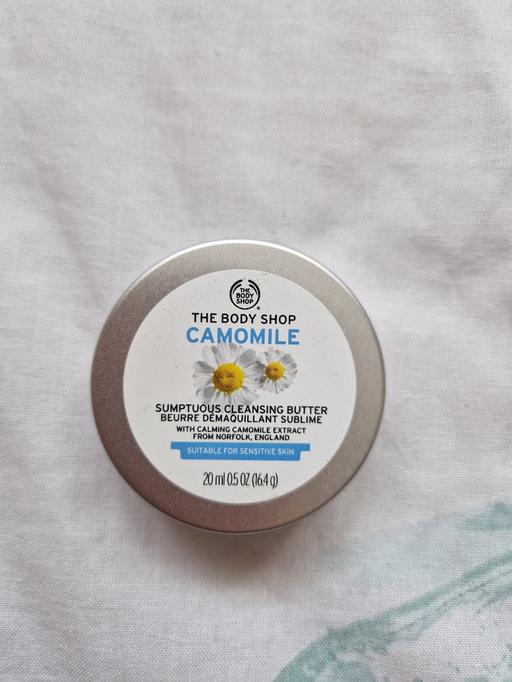 THE
BODY
SHOP
®
THE BODY SHOP
CAMOMILE
SUMPTUOUS CLEANSING BUTTER
BEURRE DÉMAQUILLANT SUBLIME
WITH CALMING CAMOMILE EXTRACT
FROM NORFOLK, ENGLAND.
SUITABLE FOR SENSITIVE SKIN
20 ml 0.5 OZ (16.4 g)